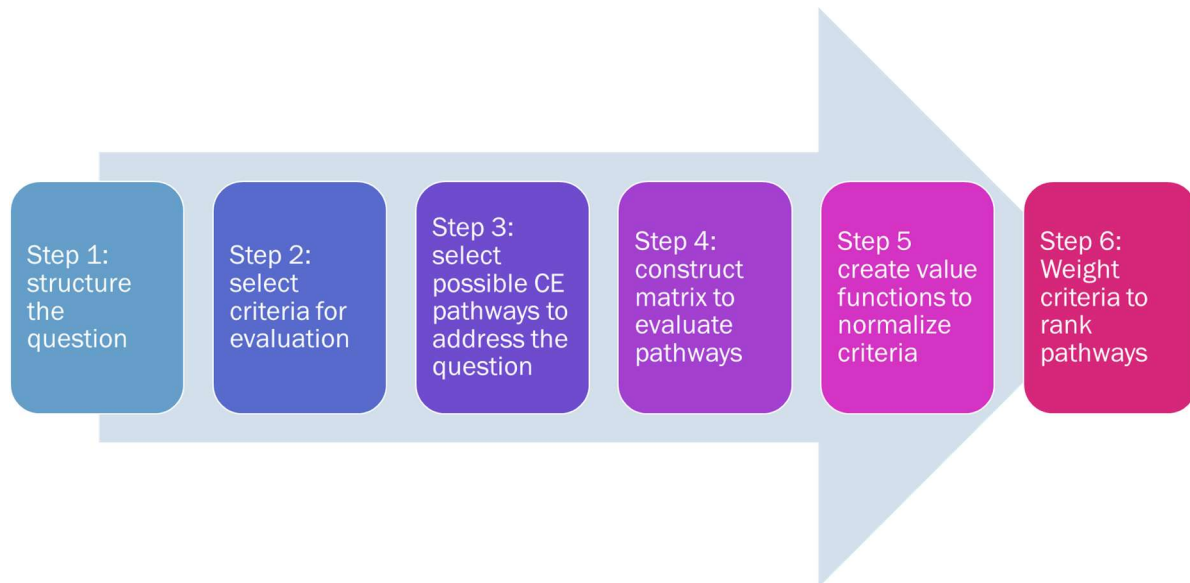 Step 1:
structure
the
question
Step 2:
select
criteria for
evaluation
Step 3:
select
possible CE
pathways to
address the
question
Step 4:
construct
matrix to
evaluate
pathways
Step 5
create value
functions to
normalize
criteria
Step 6:
Weight
criteria to
rank
pathways